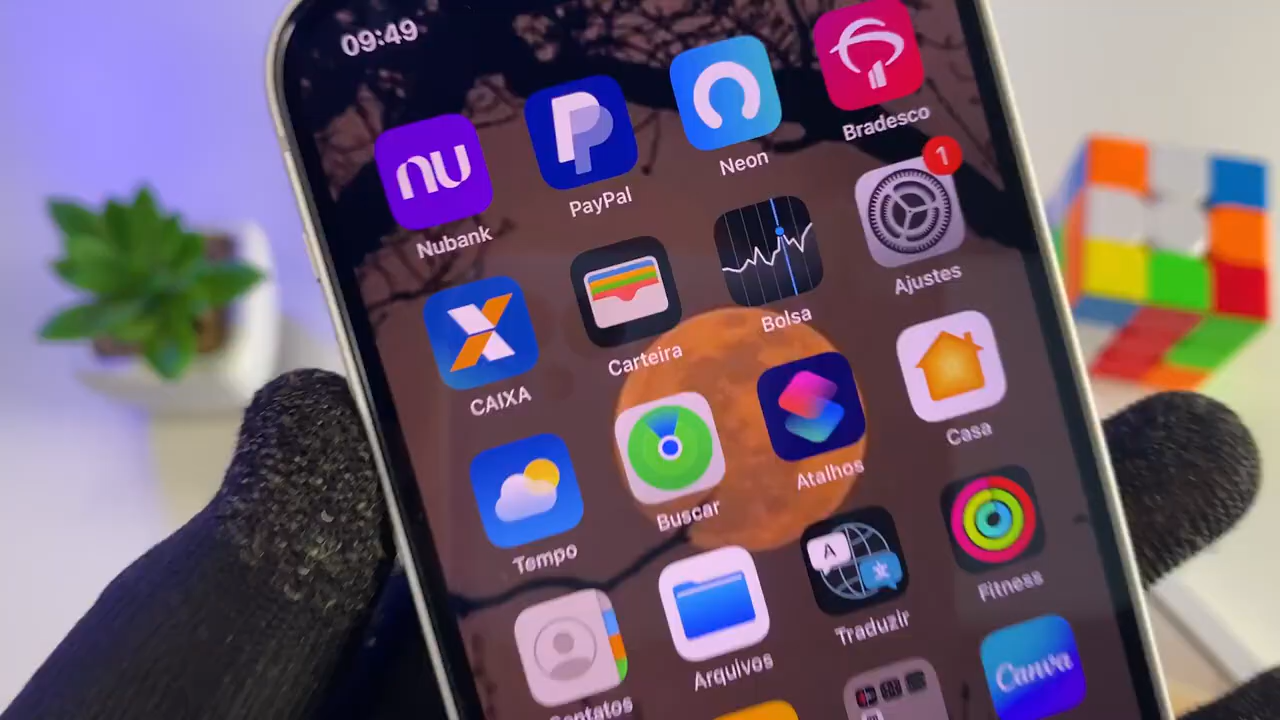 09:49
nu
Nubank
PayPal
Neon
Bradesco
1
CAIXA
Carteira
Bolsa
Ajustes
Tempo
Buscar
Atalhos
Casa
Contatos
Arquivos
A
Traduzir
Fitness
Canva